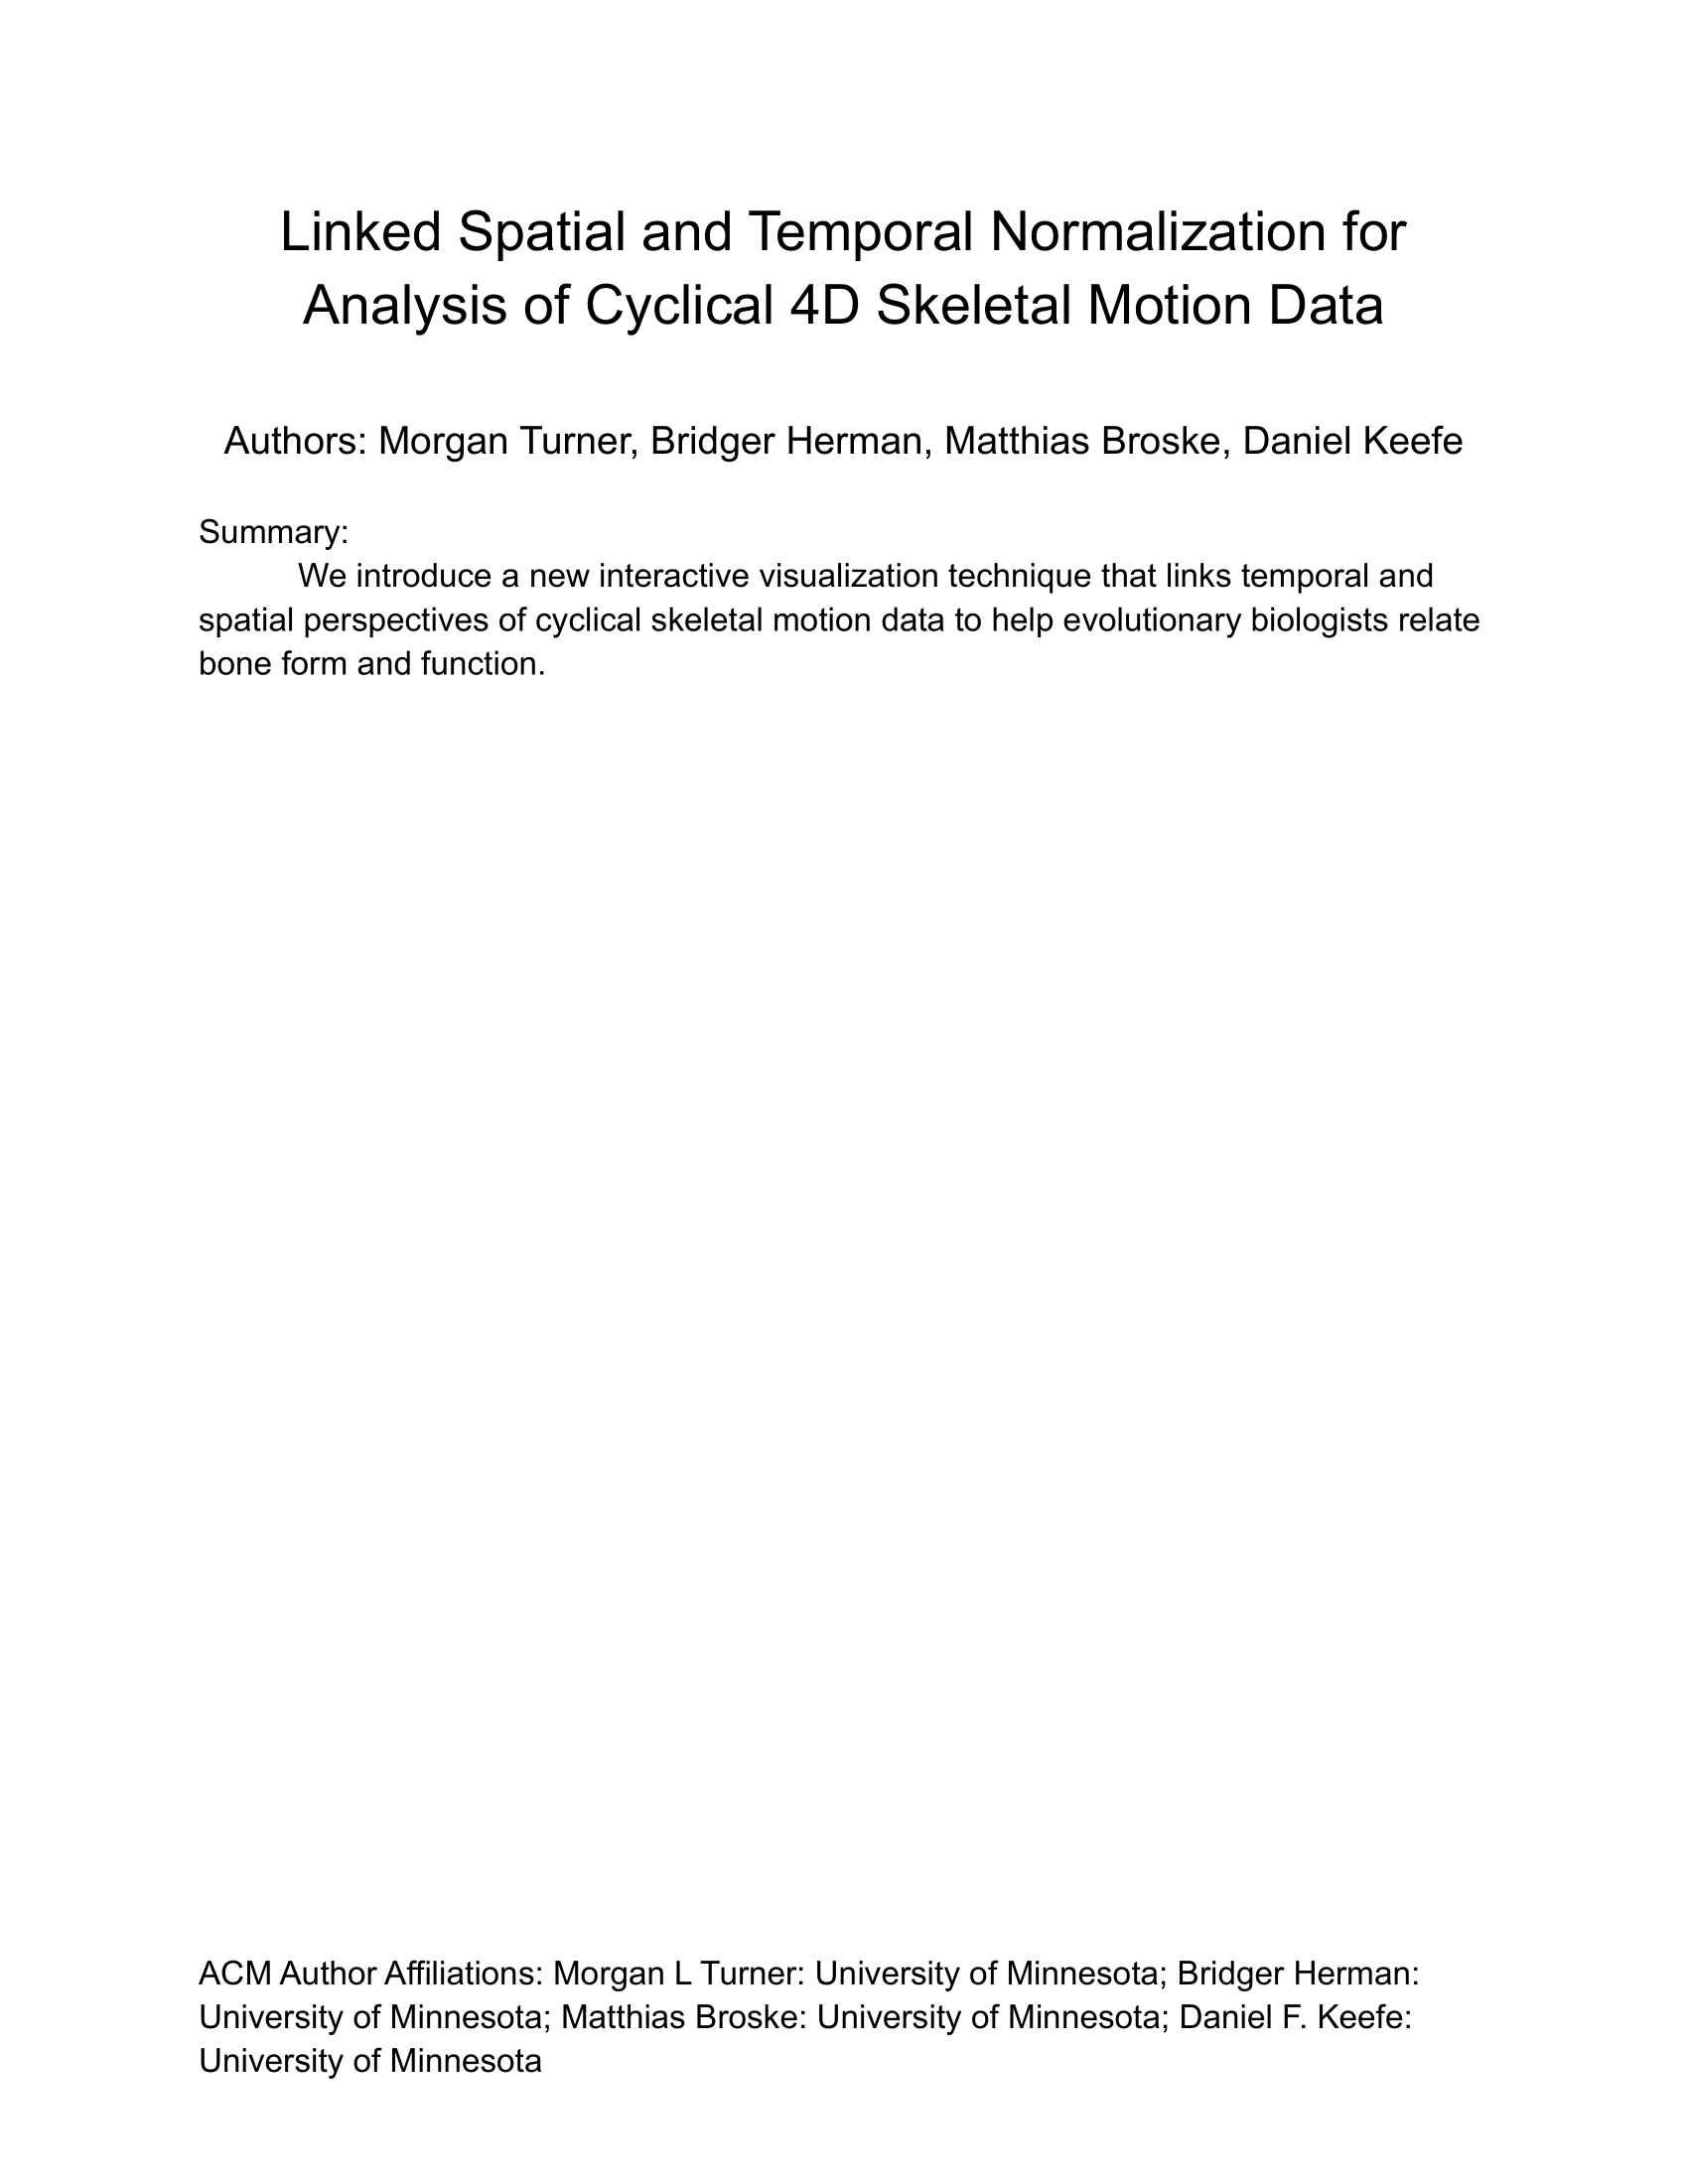 Linked Spatial and Temporal Normalization for
Analysis of Cyclical 4D Skeletal Motion Data
Authors: Morgan Turner, Bridger Herman, Matthias Broske, Daniel Keefe
Summary:
We introduce a new interactive visualization technique that links temporal and
spatial perspectives of cyclical skeletal motion data to help evolutionary biologists relate
bone form and function.
ACM Author Affiliations: Morgan L Turner: University of Minnesota; Bridger Herman:
University of Minnesota; Matthias Broske: University of Minnesota; Daniel F. Keefe:
University of Minnesota